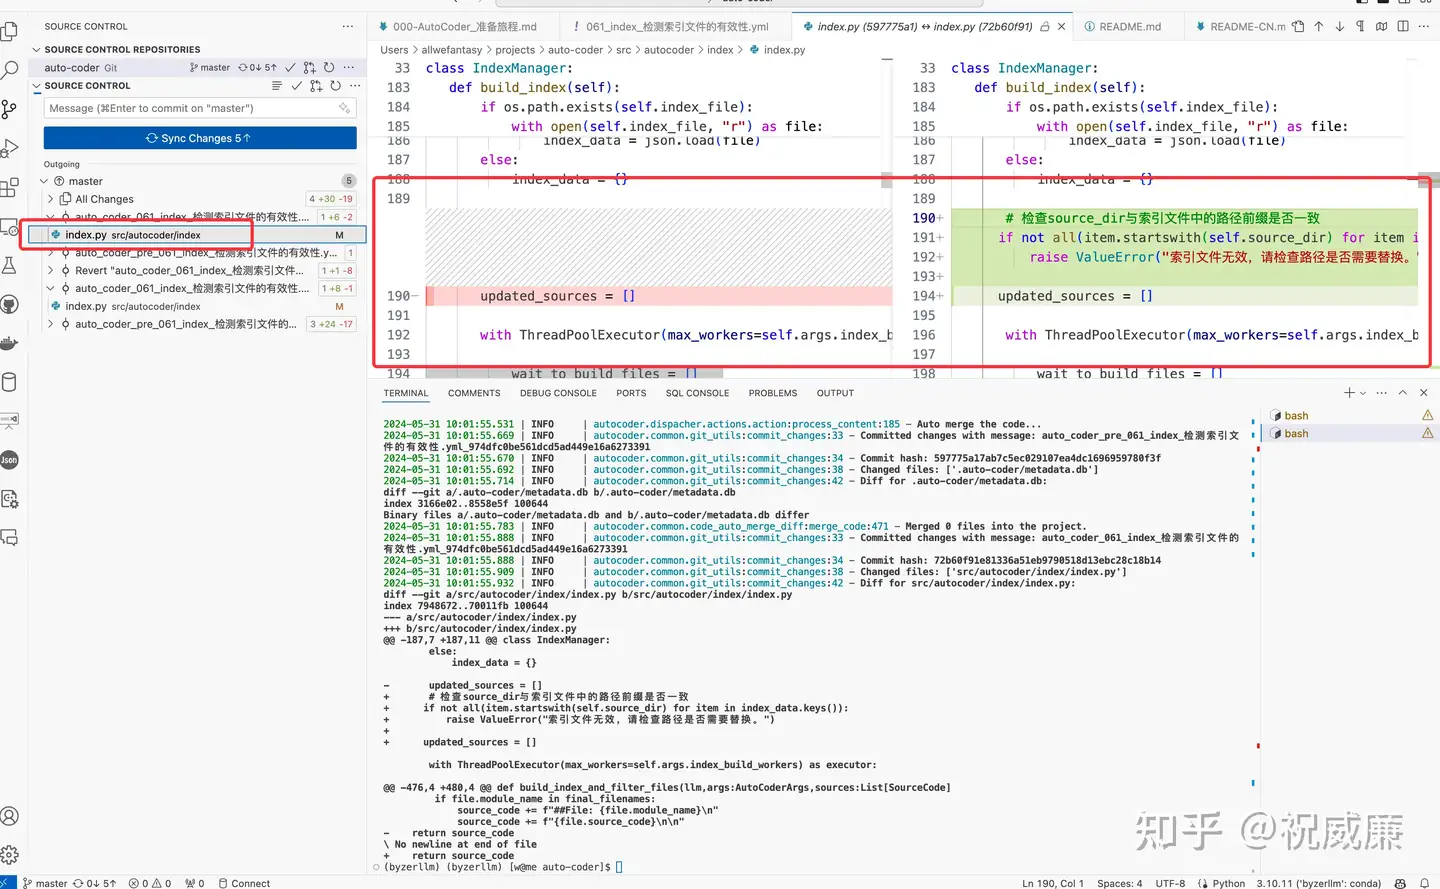 SOURCE CONTROL
SOURCE CONTROL REPOSITORIES
auto-coder Git master 0↓ 5↑
SOURCE CONTROL
Message (⌘Enter to commit on "master")
Sync Changes 5↑
Outgoing
master 5
All Changes 4 +30 -19
auto_coder_061_index_检测索引文件的有效性.... 1 +6 -2
index.py src/autocoder/index M
auto_coder_pre_061_index_检测索引文件的有效性.y... 1
Revert "auto_coder_061_index_检测索引文件... 1 +1 -8
auto_coder_061_index_检测索引文件的有效性.... 1 +8 -1
index.py src/autocoder/index M
auto_coder_pre_061_index_检测索引文件的... 3 +24 -17
000-AutoCoder_准备旅程.md
! 061_index_检测索引文件的有效性.yml
index.py (597775a1) ↔ index.py (72b60f91)
README.md
README-CN.m
Users > allwefantasy > projects > auto-coder > src > autocoder > index > index.py
33 class IndexManager:
183 def build_index(self):
184 if os.path.exists(self.index_file):
185 with open(self.index_file, "r") as file:
186 index_data = json.load(file)
187 else:
188 index_data = {}
189
190− updated_sources = []
191
192 with ThreadPoolExecutor(max_workers=self.args.index_b
193
194 wait_to_build_files = []
33 class IndexManager:
183 def build_index(self):
184 if os.path.exists(self.index_file):
185 with open(self.index_file, "r") as file:
186 index_data = json.load(file)
187 else:
188 index_data = {}
189
190+ # 检查source_dir与索引文件中的路径前缀是否一致
191+ if not all(item.startswith(self.source_dir) for item i
192+ raise ValueError("索引文件无效，请检查路径是否需要替换。"
193+
194+ updated_sources = []
195
196 with ThreadPoolExecutor(max_workers=self.args.index_b
197
198 wait_to_build_files = []
TERMINAL COMMENTS DEBUG CONSOLE PORTS SQL CONSOLE PROBLEMS OUTPUT
bash
bash
2024-05-31 10:01:55.531 | INFO | autocoder.dispacher.actions.action:process_content:185 - Auto merge the code...
2024-05-31 10:01:55.669 | INFO | autocoder.common.git_utils:commit_changes:33 - Committed changes with message: auto_coder_pre_061_index_检测索引文
件的有效性.yml_974dfc0be561dcd5ad449e16a6273391
2024-05-31 10:01:55.670 | INFO | autocoder.common.git_utils:commit_changes:34 - Commit hash: 597775a17ab7c5ec029107ea4dc1696959780f3f
2024-05-31 10:01:55.692 | INFO | autocoder.common.git_utils:commit_changes:38 - Changed files: ['.auto-coder/metadata.db']
2024-05-31 10:01:55.714 | INFO | autocoder.common.git_utils:commit_changes:42 - Diff for .auto-coder/metadata.db:
diff --git a/.auto-coder/metadata.db b/.auto-coder/metadata.db
index 3166e02..8558e5f 100644
Binary files a/.auto-coder/metadata.db and b/.auto-coder/metadata.db differ
2024-05-31 10:01:55.783 | INFO | autocoder.common.code_auto_merge_diff:merge_code:471 - Merged 0 files into the project.
2024-05-31 10:01:55.888 | INFO | autocoder.common.git_utils:commit_changes:33 - Committed changes with message: auto_coder_061_index_检测索引文件的
有效性.yml_974dfc0be561dcd5ad449e16a6273391
2024-05-31 10:01:55.888 | INFO | autocoder.common.git_utils:commit_changes:34 - Commit hash: 72b60f91e81336a51eb9790518d13ebc28c18b14
2024-05-31 10:01:55.909 | INFO | autocoder.common.git_utils:commit_changes:38 - Changed files: ['src/autocoder/index/index.py']
2024-05-31 10:01:55.932 | INFO | autocoder.common.git_utils:commit_changes:42 - Diff for src/autocoder/index/index.py:
diff --git a/src/autocoder/index/index.py b/src/autocoder/index/index.py
index 7948672..70011fb 100644
--- a/src/autocoder/index/index.py
+++ b/src/autocoder/index/index.py
@@ -187,7 +187,11 @@ class IndexManager:
else:
index_data = {}
- updated_sources = []
+ # 检查source_dir与索引文件中的路径前缀是否一致
+ if not all(item.startswith(self.source_dir) for item in index_data.keys()):
+ raise ValueError("索引文件无效，请检查路径是否需要替换。")
+
+ updated_sources = []
with ThreadPoolExecutor(max_workers=self.args.index_build_workers) as executor:
@@ -476,4 +480,4 @@ def build_index_and_filter_files(llm,args:AutoCoderArgs,sources:List[SourceCode]
if file.module_name in final_filenames:
source_code += f"##File: {file.module_name}\n"
source_code += f"{file.source_code}\n\n"
- return source_code
\ No newline at end of file
+ return source_code
(byzerllm) (byzerllm) [w@me auto-coder]$
知乎 @祝威廉
master 0↓ 5↑ 0 0 0 Connect
Ln 190, Col 1 Spaces: 4 UTF-8 LF Python 3.10.11 ('byzerllm': conda)